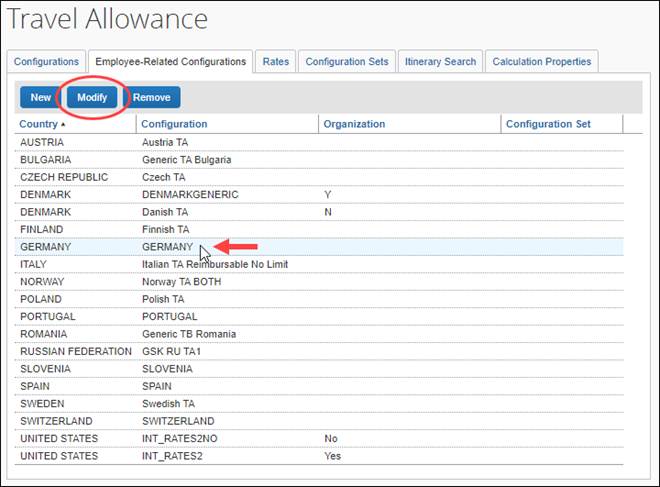 Travel Allowance
Configurations Employee-Related Configurations Rates Configuration Sets Itinerary Search Calculation Properties
New Modify Remove
Country Configuration Organization Configuration Set
AUSTRIA Austria TA
BULGARIA Generic TA Bulgaria
CZECH REPUBLIC Czech TA
DENMARK DENMARKGENERIC Y
DENMARK Danish TA N
FINLAND Finnish TA
GERMANY GERMANY
ITALY Italian TA Reimbursable No Limit
NORWAY Norway TA BOTH
POLAND Polish TA
PORTUGAL PORTUGAL
ROMANIA Generic TB Romania
RUSSIAN FEDERATION GSK RU TA1
SLOVENIA SLOVENIA
SPAIN SPAIN
SWEDEN Swedish TA
SWITZERLAND SWITZERLAND
UNITED STATES INT_RATES2NO No
UNITED STATES INT_RATES2 Yes